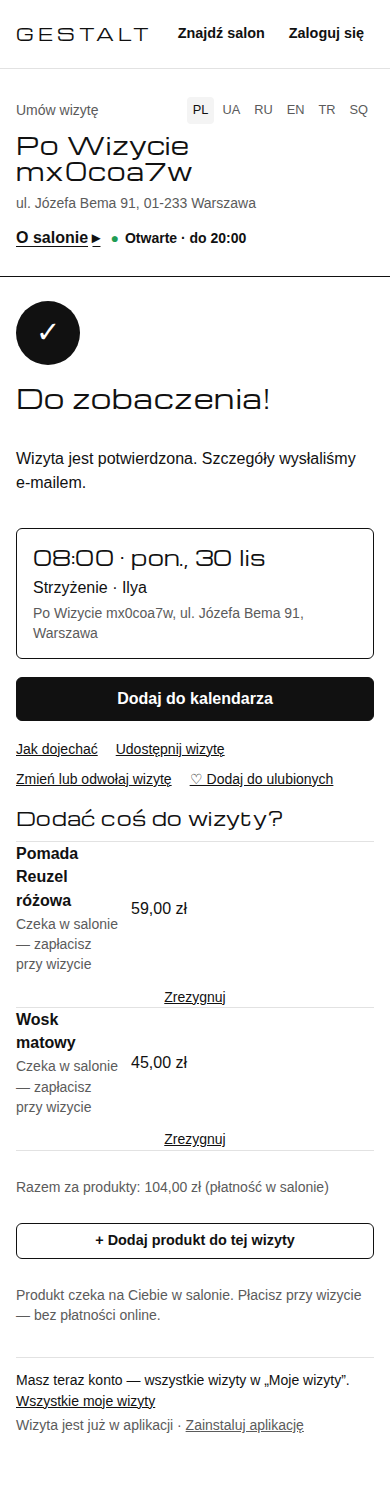 GESTALT Znajdź salon Zaloguj się
Umów wizytę PL UA RU EN TR SQ
Po Wizycie
mx0coa7w
ul. Józefa Bema 91, 01-233 Warszawa
O salonie ▸ ● Otwarte · do 20:00
✓
Do zobaczenia!
Wizyta jest potwierdzona. Szczegóły wysłaliśmy
e-mailem.
08:00 · pon., 30 lis
Strzyżenie · Ilya
Po Wizycie mx0coa7w, ul. Józefa Bema 91,
Warszawa
Dodaj do kalendarza
Jak dojechać Udostępnij wizytę
Zmień lub odwołaj wizytę ♡ Dodaj do ulubionych
Dodać coś do wizyty?
Pomada
Reuzel
różowa
Czeka w salonie
— zapłacisz
przy wizycie
59,00 zł
Zrezygnuj
Wosk
matowy
Czeka w salonie
— zapłacisz
przy wizycie
45,00 zł
Zrezygnuj
Razem za produkty: 104,00 zł (płatność w salonie)
+ Dodaj produkt do tej wizyty
Produkt czeka na Ciebie w salonie. Płacisz przy wizycie
— bez płatności online.
Masz teraz konto — wszystkie wizyty w „Moje wizyty”.
Wszystkie moje wizyty
Wizyta jest już w aplikacji · Zainstaluj aplikację